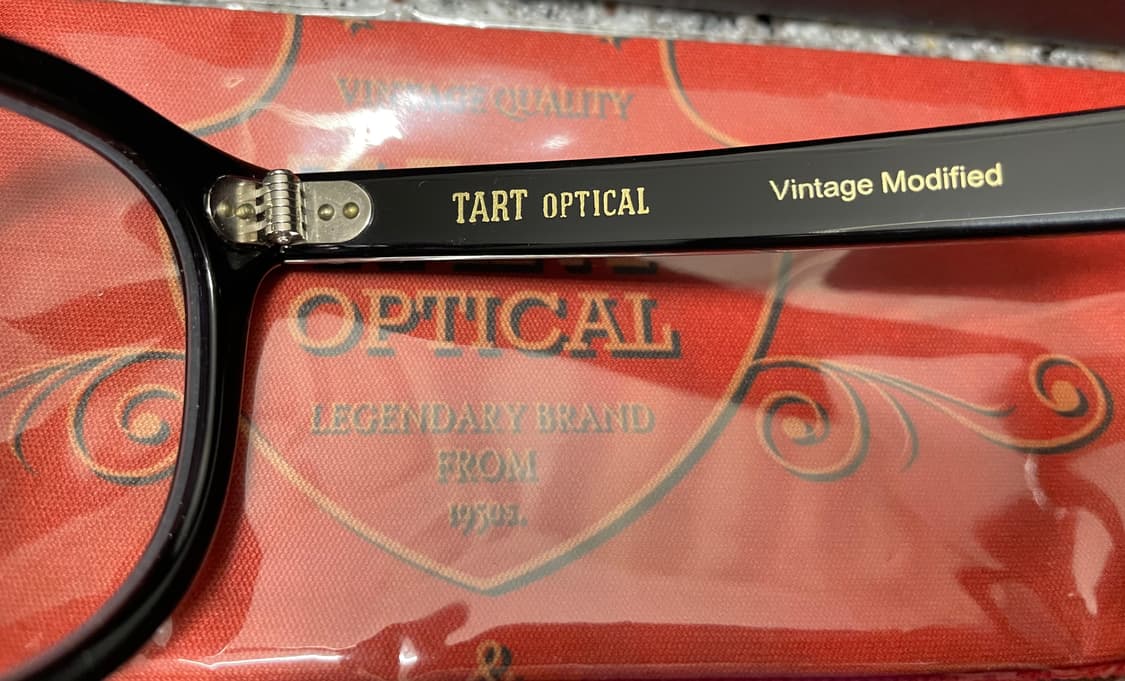 VINTAGE QUALITY
TART OPTICAL
Vintage Modified
OPTICAL
LEGENDARY BRAND
FROM
1950s.
&